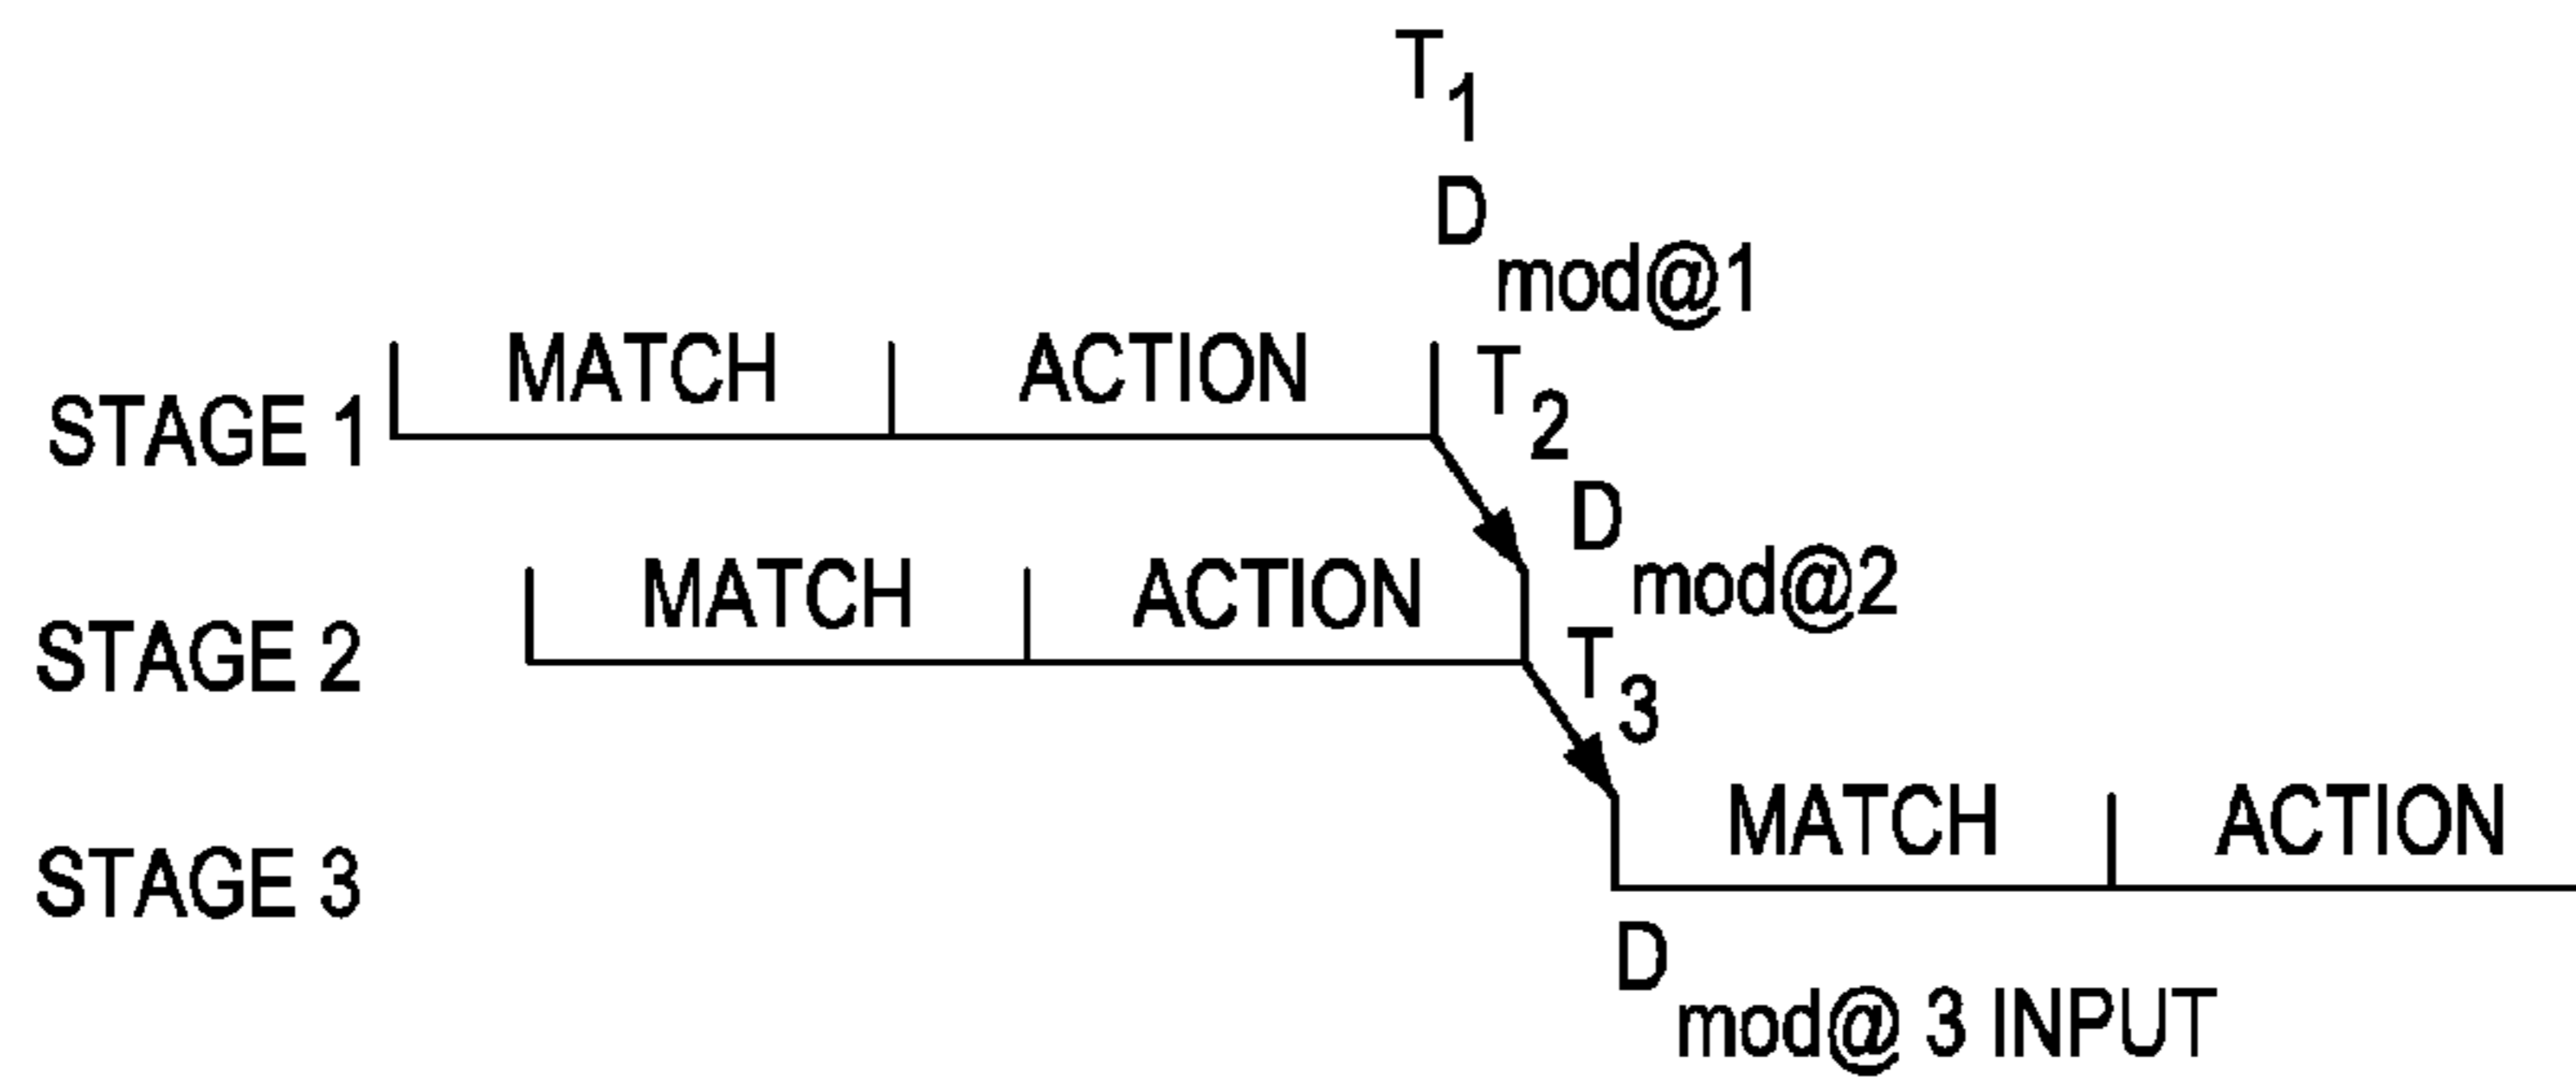 T1
Dmod@1
STAGE 1 MATCH ACTION T2
Dmod@2
STAGE 2 MATCH ACTION T3
STAGE 3 MATCH ACTION
Dmod@ 3 INPUT